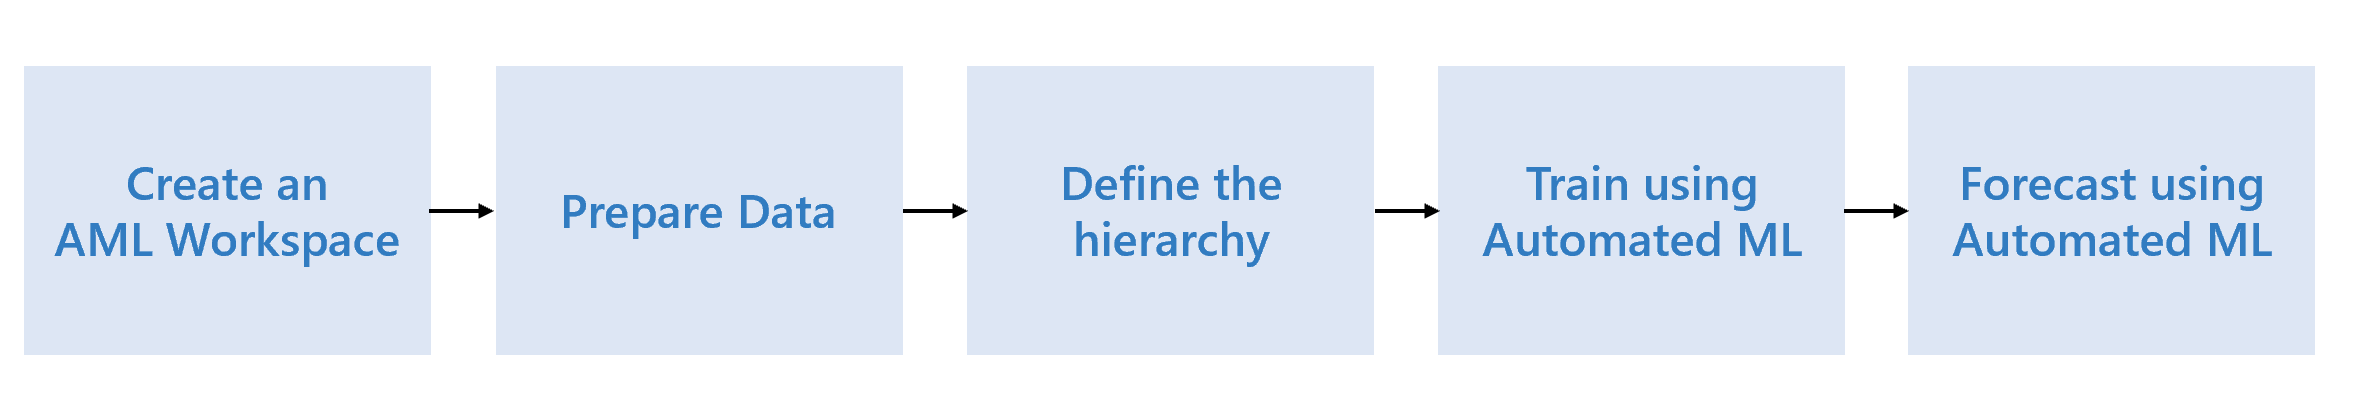 Create an
AML Workspace
Prepare Data
Define the
hierarchy
Train using
Automated ML
Forecast using
Automated ML